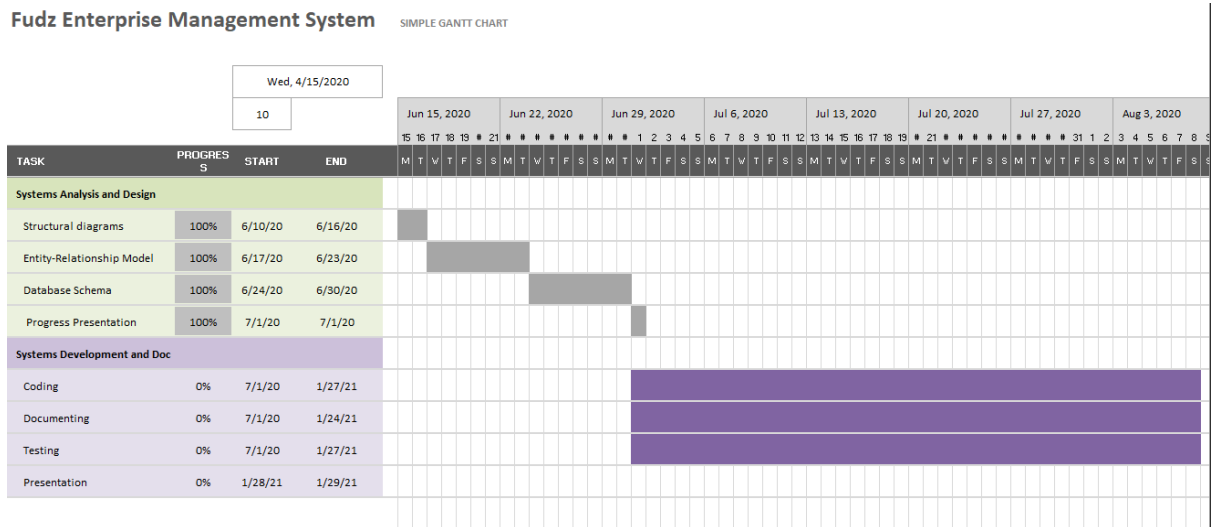 Fudz Enterprise Management System SIMPLE GANTT CHART
Wed, 4/15/2020
10
Jun 15, 2020 Jun 22, 2020 Jun 29, 2020 Jul 6, 2020 Jul 13, 2020 Jul 20, 2020 Jul 27, 2020 Aug 3, 2020
15 16 17 18 19 # 21 # # # # # # # # # 1 2 3 4 5 6 7 8 9 10 11 12 13 14 15 16 17 18 19 # 21 # # # # # # # # # 31 1 2 3 4 5 6 7 8
TASK PROGRES
S START END M T W T F S S M T W T F S S M T W T F S S M T W T F S S M T W T F S S M T W T F S S M T W T F S S M T W T F S S
Systems Analysis and Design
Structural diagrams 100% 6/10/20 6/16/20
Entity-Relationship Model 100% 6/17/20 6/23/20
Database Schema 100% 6/24/20 6/30/20
Progress Presentation 100% 7/1/20 7/1/20
Systems Development and Doc
Coding 0% 7/1/20 1/27/21
Documenting 0% 7/1/20 1/24/21
Testing 0% 7/1/20 1/27/21
Presentation 0% 1/28/21 1/29/21